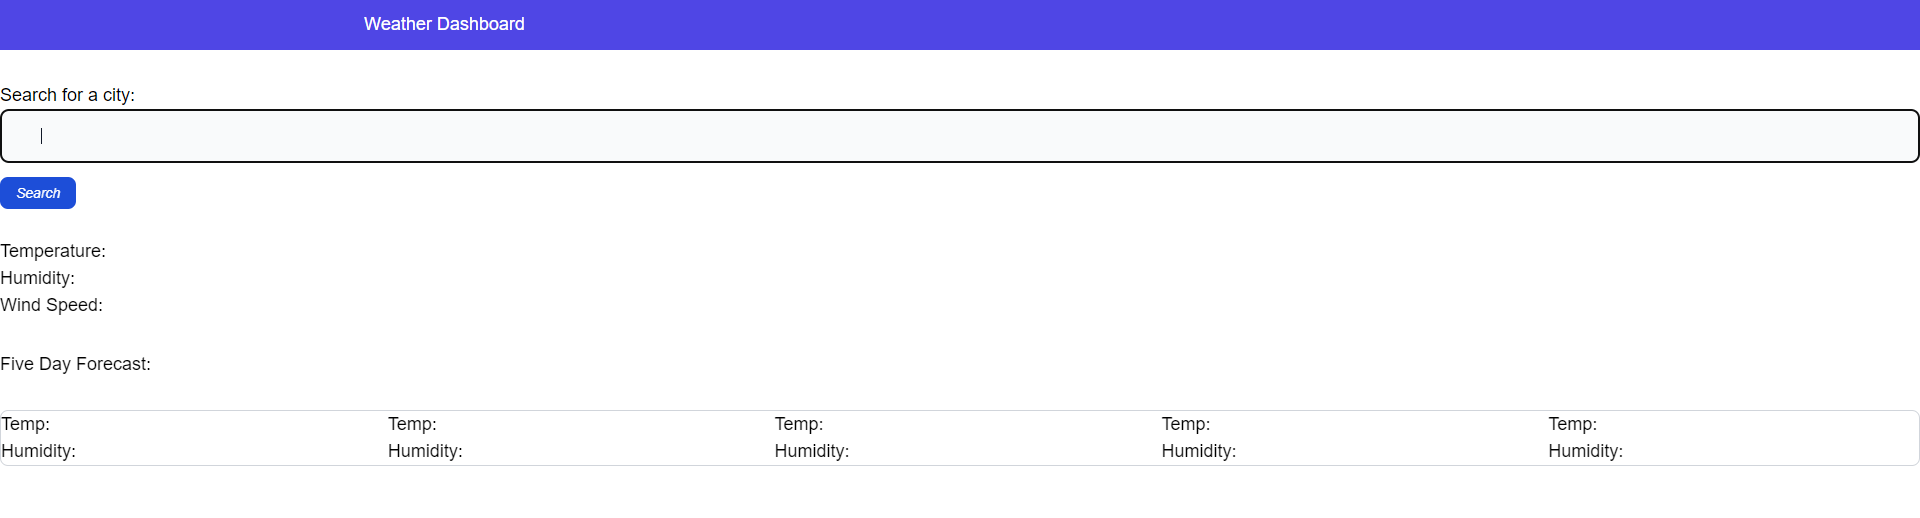 Weather Dashboard
Search for a city:
Search
Temperature:
Humidity:
Wind Speed:
Five Day Forecast:
Temp: Temp: Temp: Temp: Temp:
Humidity: Humidity: Humidity: Humidity: Humidity: